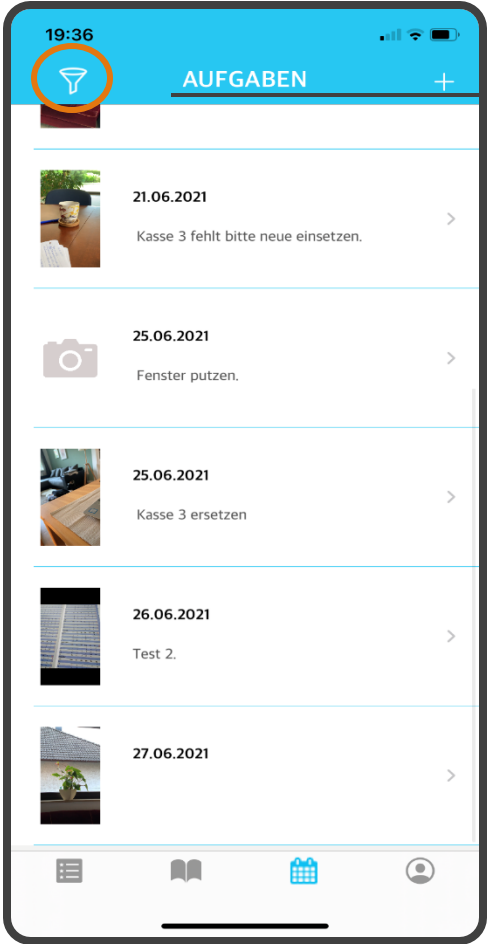 19:36
AUFGABEN
21.06.2021
Kasse 3 fehlt bitte neue einsetzen.
25.06.2021
Fenster putzen.
25.06.2021
Kasse 3 ersetzen
26.06.2021
Test 2.
27.06.2021